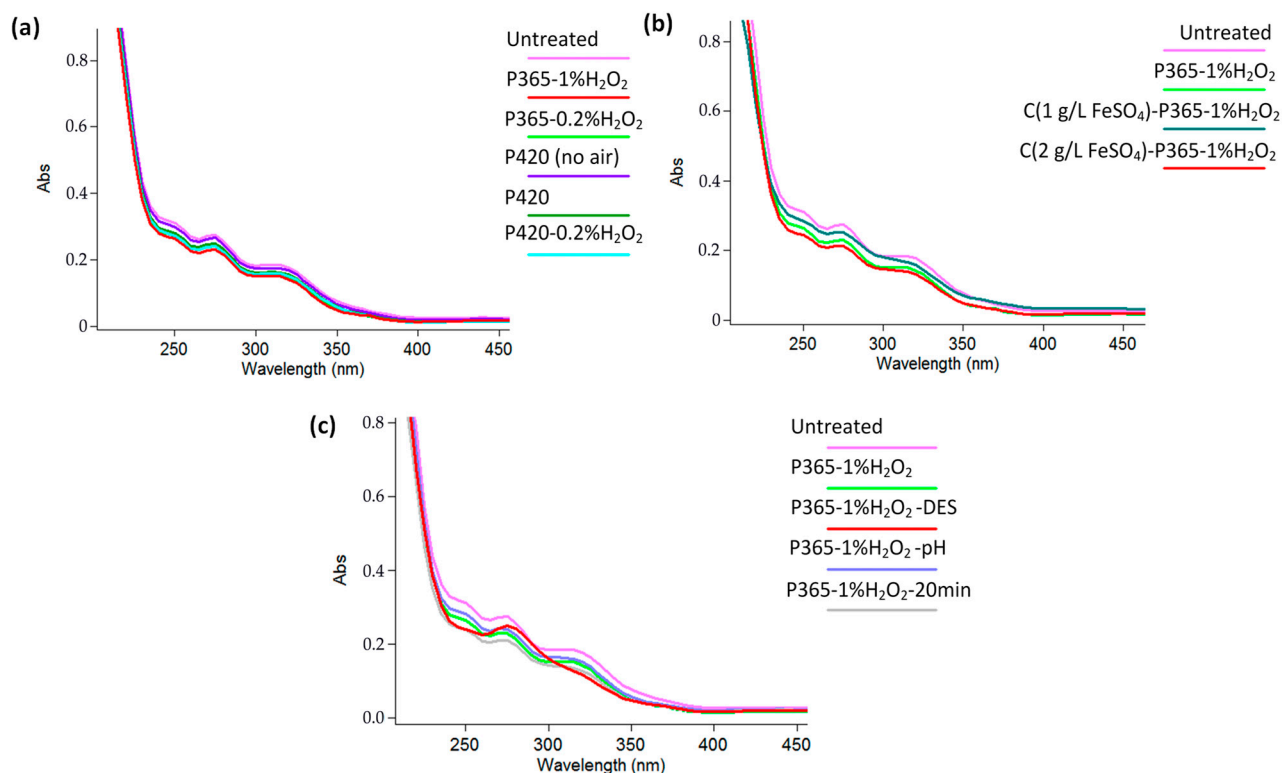 (a)
Untreated
P365-1%H₂O₂
P365-0.2%H₂O₂
P420 (no air)
P420
P420-0.2%H₂O₂
0.8
0.6
0.4
0.2
0
Abs
250 300 350 400 450
Wavelength (nm)
(b)
Untreated
P365-1%H₂O₂
C(1 g/L FeSO₄)-P365-1%H₂O₂
C(2 g/L FeSO₄)-P365-1%H₂O₂
0.8
0.6
0.4
0.2
0
Abs
250 300 350 400 450
Wavelength (nm)
(c)
Untreated
P365-1%H₂O₂
P365-1%H₂O₂-DES
P365-1%H₂O₂-pH
P365-1%H₂O₂-20min
0.8
0.6
0.4
0.2
0.0
Abs
250 300 350 400 450
Wavelength (nm)